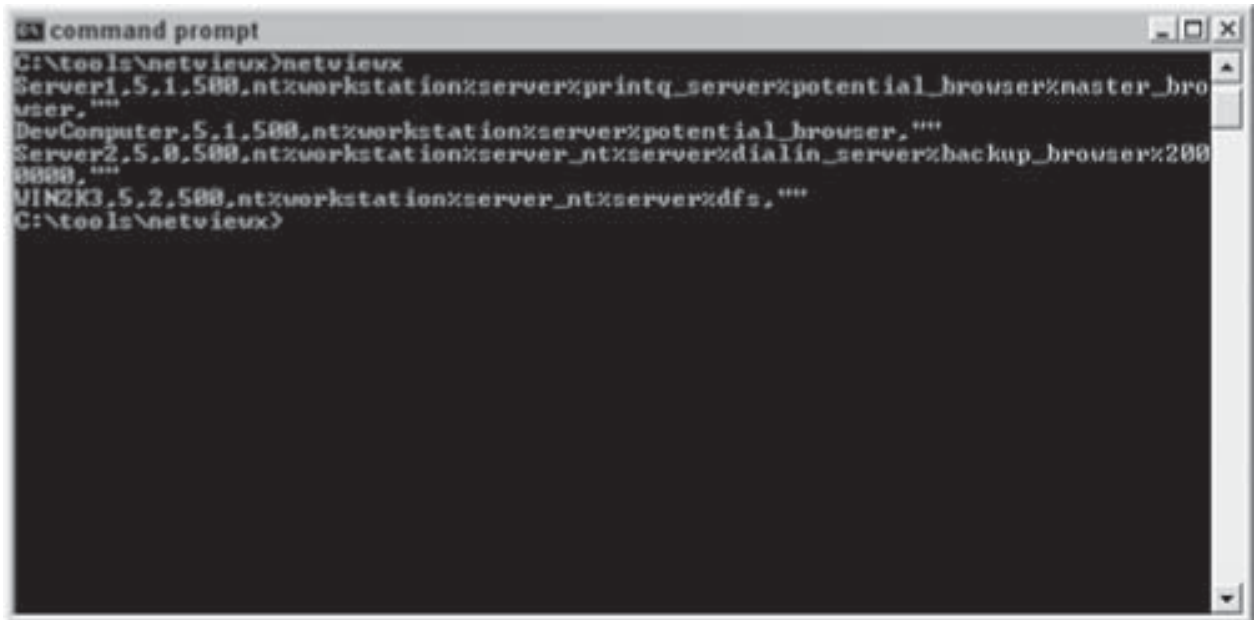 command prompt
C:\tools\netviewx>netviewx
Server1,5,1,500,nt%workstation%server%printq_server%potential_browser%master_bro
wser,""
DevComputer,5,1,500,nt%workstation%server%potential_browser,""
Server2,5,0,500,nt%workstation%server_nt%server%dialin_server%backup_browser%200
0000,""
WIN2K3,5,2,500,nt%workstation%server_nt%server%dfs,""
C:\tools\netviewx>